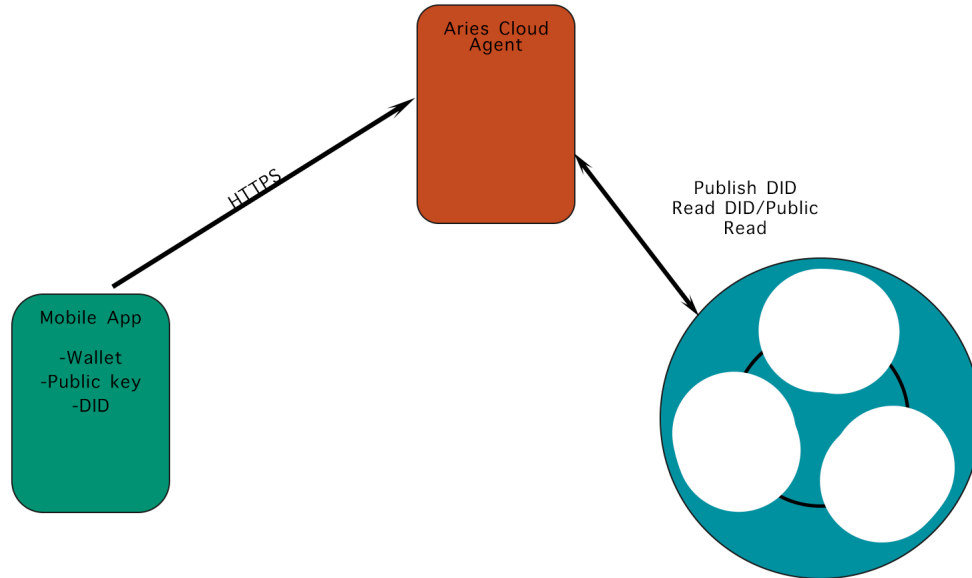 Aries Cloud
Agent
HTTPS
Publish DID
Read DID/Public
Read
Mobile App
-Wallet
-Public key
-DID